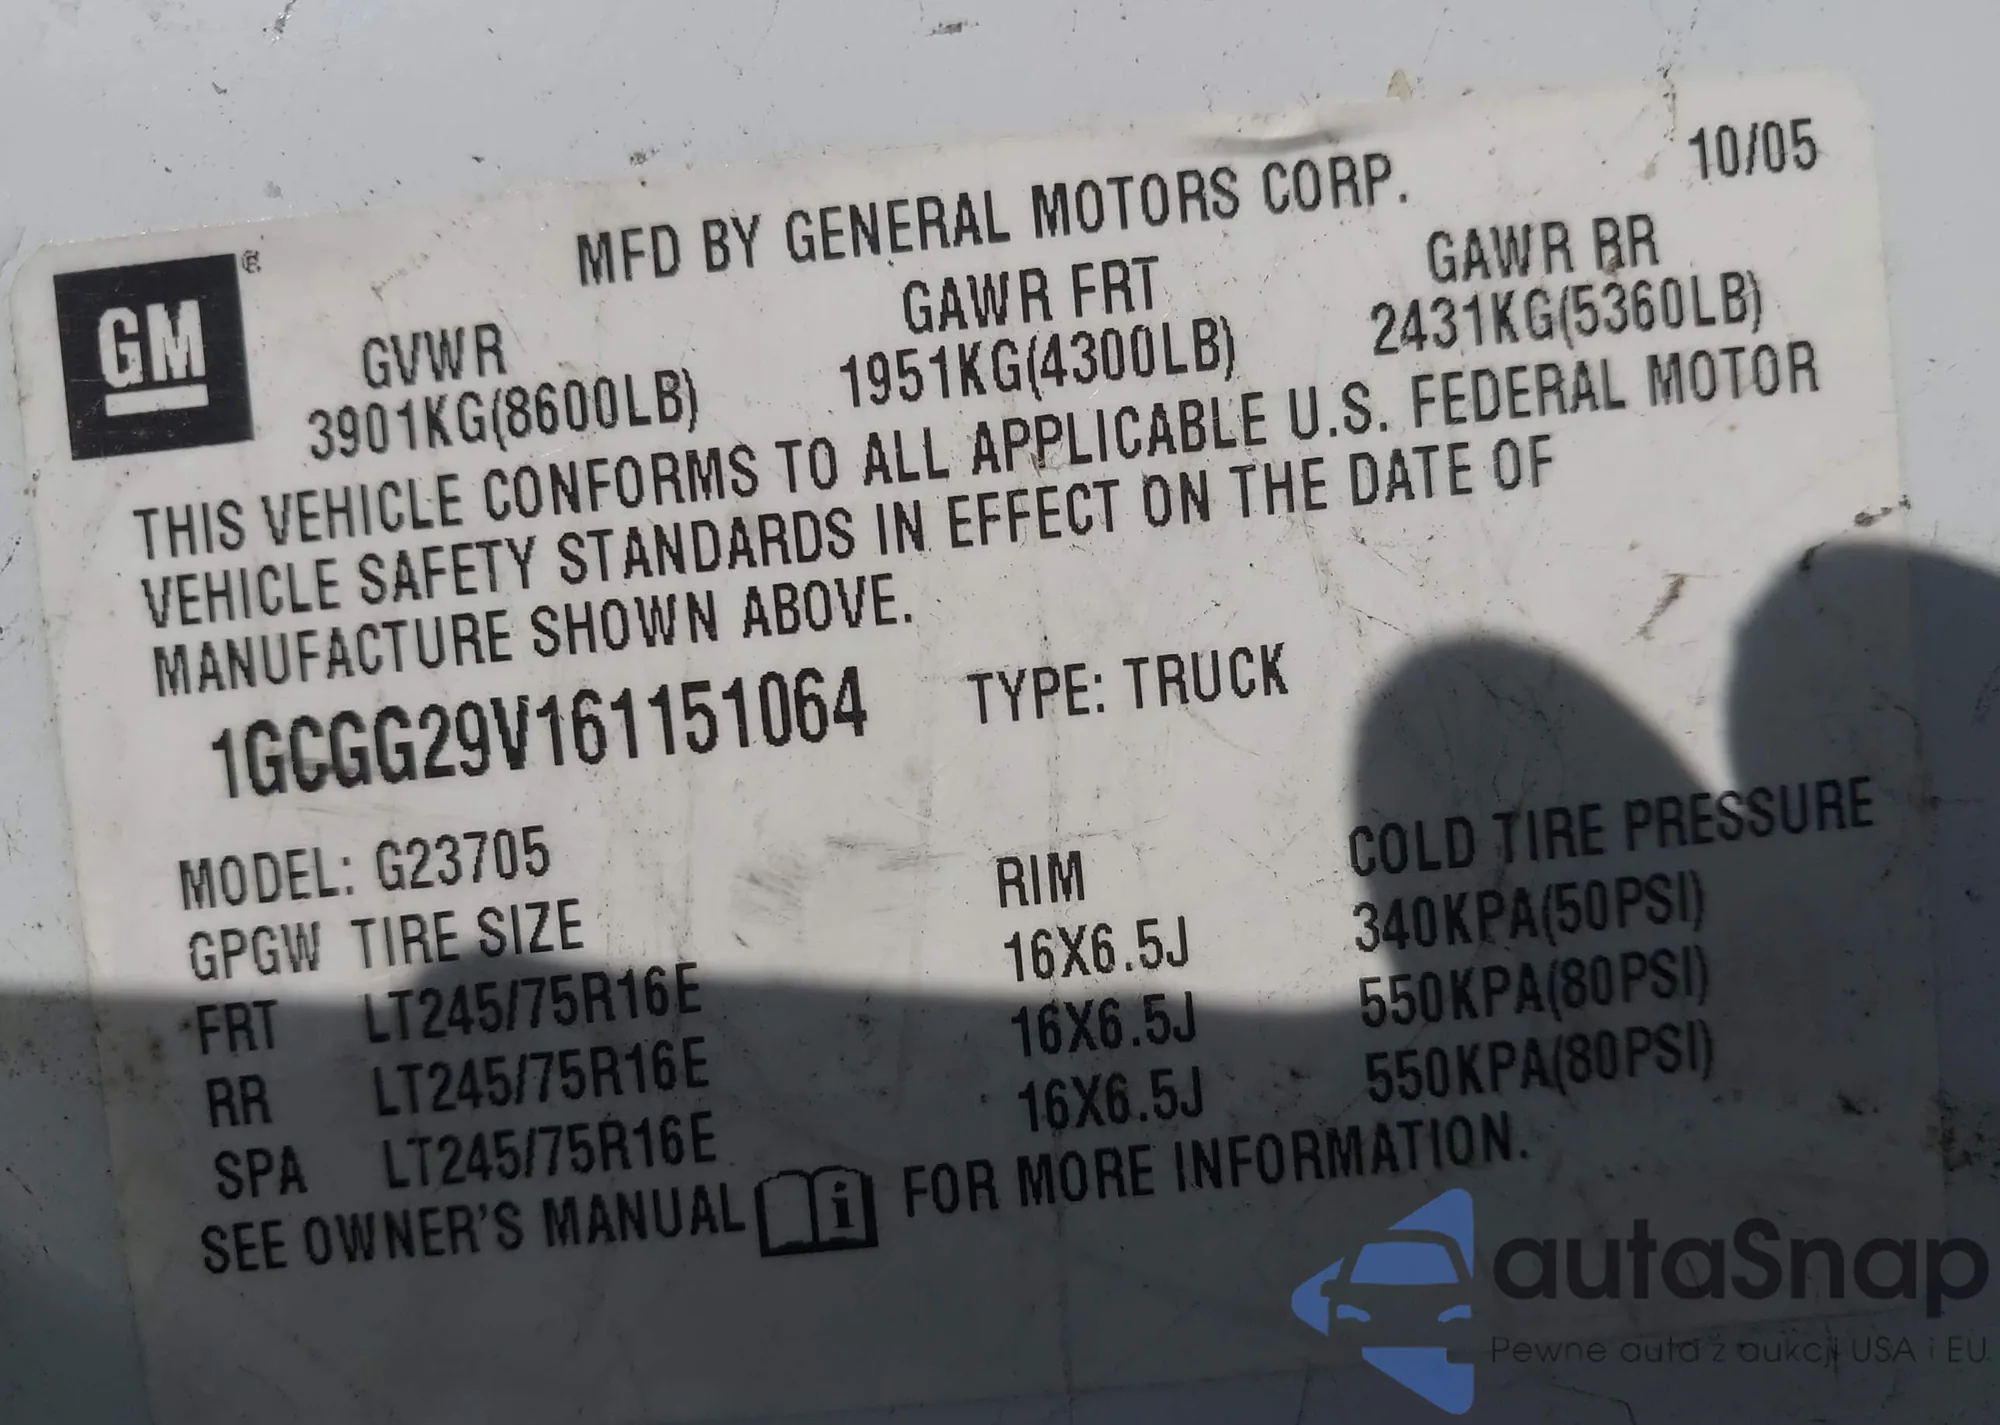 MFD BY GENERAL MOTORS CORP. 10/05
GM ®
GVWR GAWR FRT GAWR RR
3901KG(8600LB) 1951KG(4300LB) 2431KG(5360LB)
THIS VEHICLE CONFORMS TO ALL APPLICABLE U.S. FEDERAL MOTOR
VEHICLE SAFETY STANDARDS IN EFFECT ON THE DATE OF
MANUFACTURE SHOWN ABOVE.
1GCGG29V161151064 TYPE: TRUCK
MODEL: G23705
GPGW TIRE SIZE RIM COLD TIRE PRESSURE
FRT LT245/75R16E 16X6.5J 340KPA(50PSI)
RR LT245/75R16E 16X6.5J 550KPA(80PSI)
SPA LT245/75R16E 16X6.5J 550KPA(80PSI)
SEE OWNER'S MANUAL i FOR MORE INFORMATION.
autaSnap
Pewne auta z aukcji USA i EU